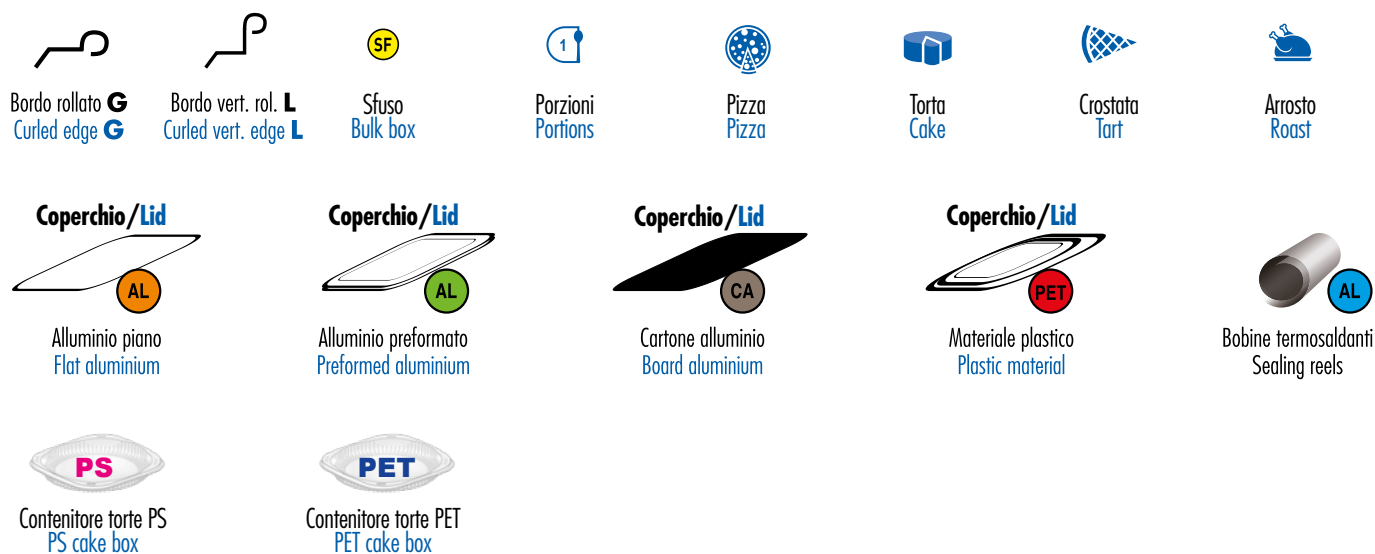 SF
1
Bordo rollato G
Curled edge G
Bordo vert. rol. L
Curled vert. edge L
Sfuso
Bulk box
Porzioni
Portions
Pizza
Pizza
Torta
Cake
Crostata
Tart
Arrosto
Roast
Coperchio/Lid
AL
Alluminio piano
Flat aluminium
Coperchio/Lid
AL
Alluminio preformato
Preformed aluminium
Coperchio/Lid
CA
Cartone alluminio
Board aluminium
Coperchio/Lid
PET
Materiale plastico
Plastic material
AL
Bobine termosaldanti
Sealing reels
PS
Contenitore torte PS
PS cake box
PET
Contenitore torte PET
PET cake box